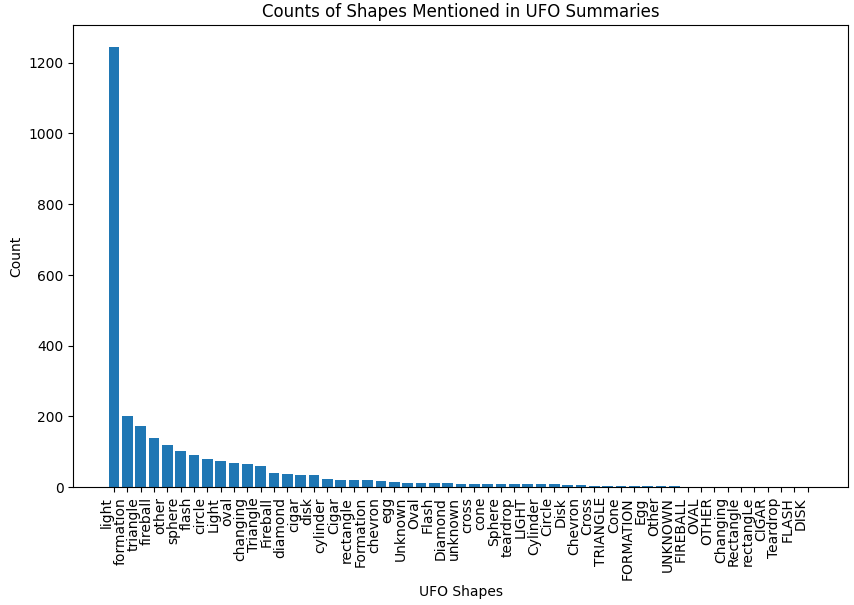 Counts of Shapes Mentioned in UFO Summaries
Count
1200
1000
800
600
400
200
0
light
formation
triangle
fireball
other
sphere
flash
circle
Light
oval
changing
Triangle
Fireball
diamond
cigar
disk
cylinder
Cigar
rectangle
Formation
chevron
egg
Unknown
Oval
Flash
Diamond
unknown
cross
cone
Sphere
teardrop
LIGHT
Cylinder
Circle
Disk
Chevron
Cross
TRIANGLE
Cone
FORMATION
Egg
Other
UNKNOWN
FIREBALL
OVAL
OTHER
Changing
Rectangle
rectangLe
CIGAR
Teardrop
FLASH
DISK
UFO Shapes